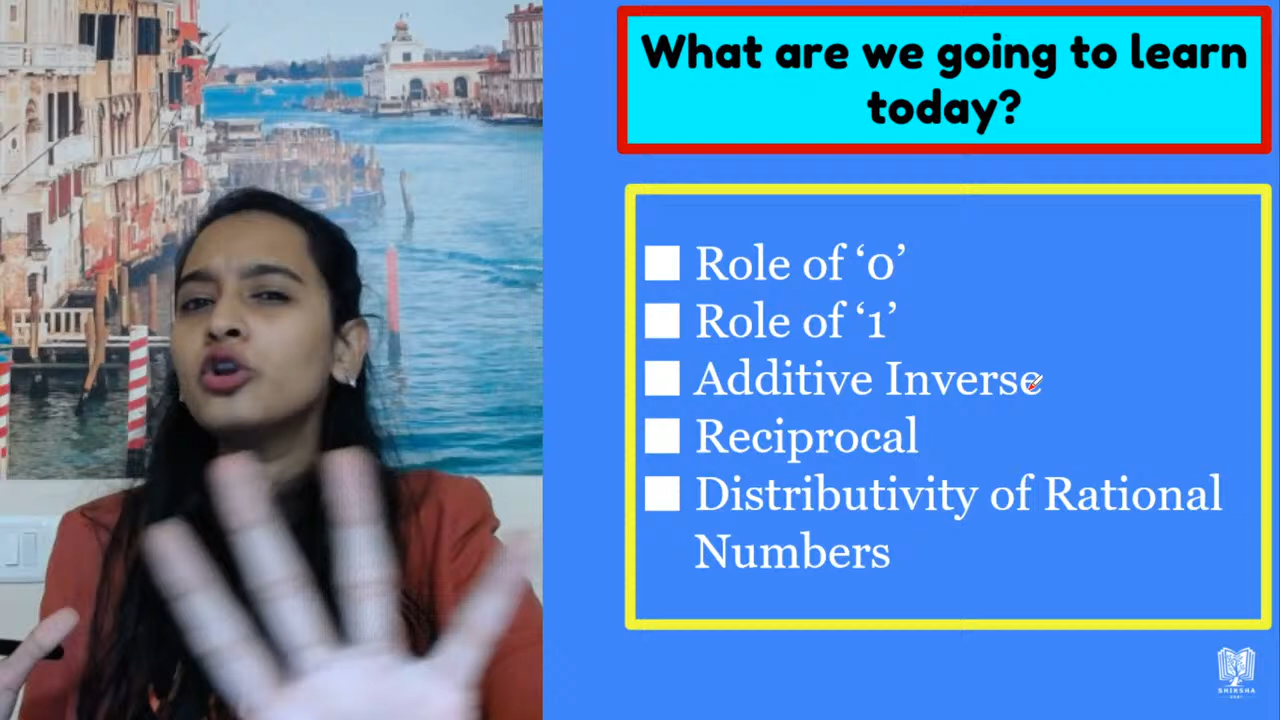 What are we going to learn
today?
Role of ‘0’
Role of ‘1’
Additive Inverse
Reciprocal
Distributivity of Rational
Numbers
SHIKSHA